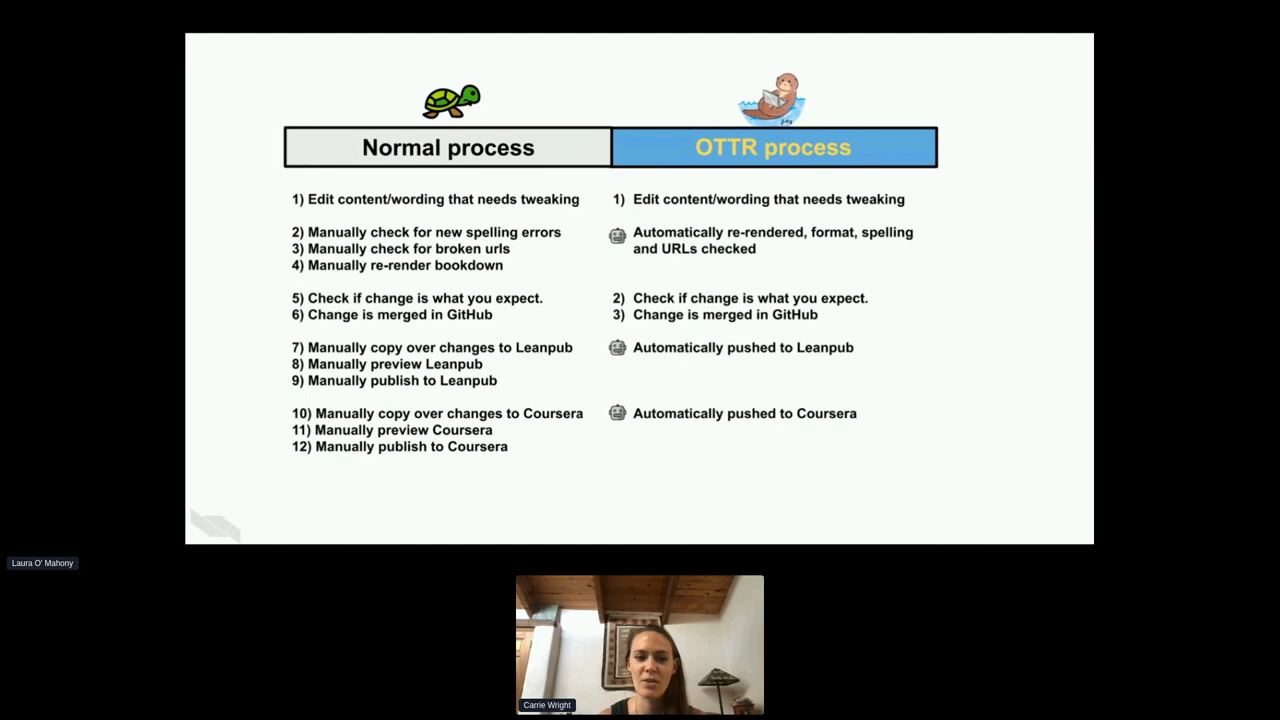 Normal process
OTTR process
1) Edit content/wording that needs tweaking
2) Manually check for new spelling errors
3) Manually check for broken urls
4) Manually re-render bookdown
5) Check if change is what you expect.
6) Change is merged in GitHub
7) Manually copy over changes to Leanpub
8) Manually preview Leanpub
9) Manually publish to Leanpub
10) Manually copy over changes to Coursera
11) Manually preview Coursera
12) Manually publish to Coursera
1) Edit content/wording that needs tweaking
Automatically re-rendered, format, spelling
and URLs checked
2) Check if change is what you expect.
3) Change is merged in GitHub
Automatically pushed to Leanpub
Automatically pushed to Coursera
Laura O' Mahony
Carrie Wright